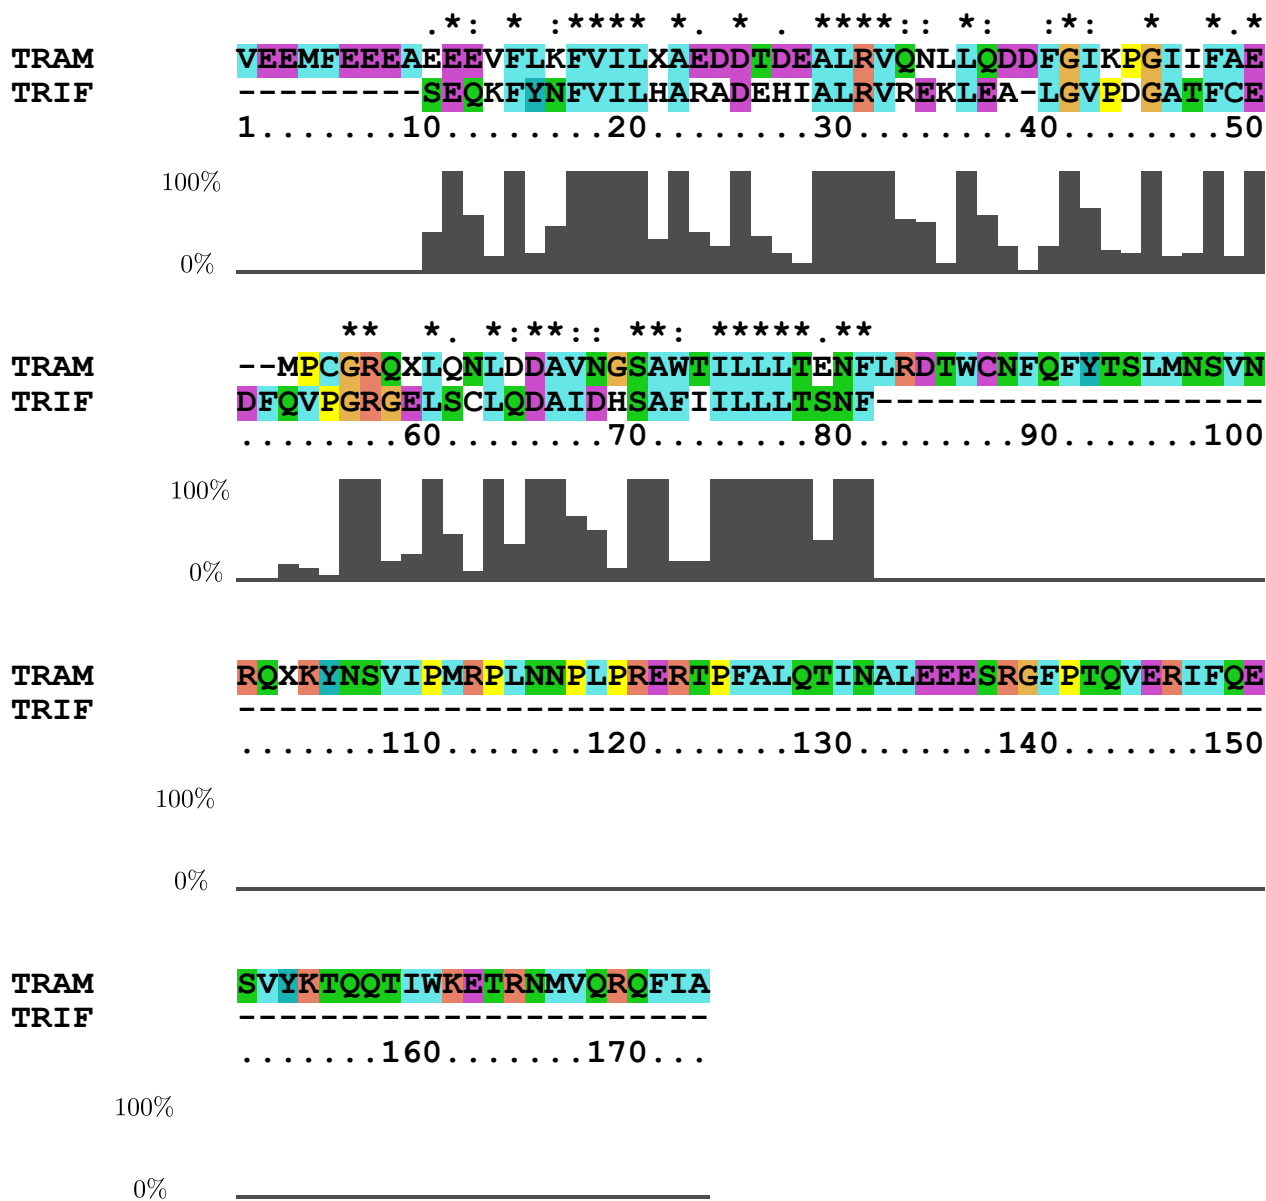 .*: * :**** *. * . ****:: *: :*: * *.*
TRAM VEEMFEEEAEEEVFLKFVILXAEDDTDEALRVQNLLQDDFGIKPGIIFAE
TRIF ---------SEQKFYNFVILHARADEHIALRVREKLEA-LGVPDGATFCE
1.......10........20........30........40........50
100%
0%
** *. *:**:: **: *****.**
TRAM --MPCGRQXLQNLDDAVNGSAWTILLLTENFLRDTWCNFQFYTSLMNSVN
TRIF DFQVPGRGELSCLQDAIDHSAFIILLLTSNF-------------------
........60........70........80........90.......100
100%
0%
TRAM RQXKYNSVIPMRPLNNPLPRERTPFALQTINALEEESRGFPTQVERIFQE
TRIF --------------------------------------------------
.......110.......120.......130.......140.......150
100%
0%
TRAM SVYKTQQTIWKETRNMVQRQFIA
TRIF -----------------------
.......160.......170...
100%
0%